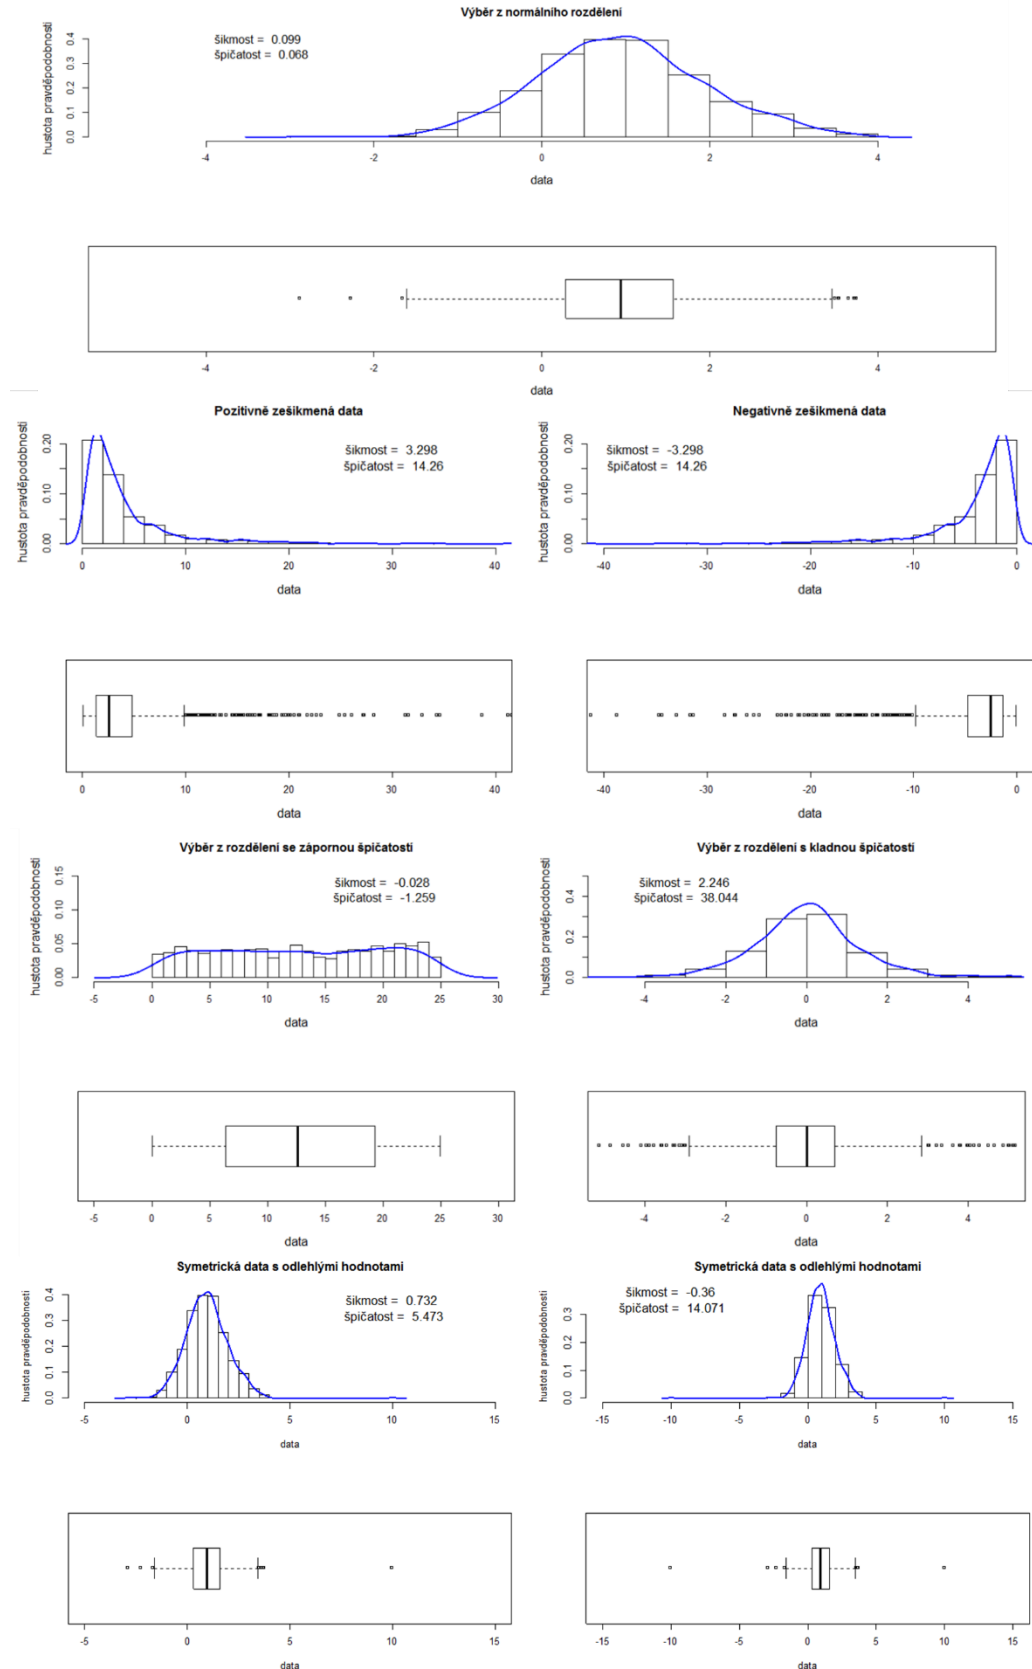 Výběr z normálního rozdělení
šikmost = 0.099
špičatost = 0.068
hustota pravděpodobnosti
0.0 0.1 0.2 0.3 0.4
-4 -2 0 2 4
data
-4 -2 0 2 4
data
Pozitivně zešikmená data
šikmost = 3.298
špičatost = 14.26
hustota pravděpodobnosti
0.00 0.10 0.20
0 10 20 30 40
data
0 10 20 30 40
data
Negativně zešikmená data
šikmost = -3.298
špičatost = 14.26
hustota pravděpodobnosti
0.00 0.10 0.20
-40 -30 -20 -10 0
data
-40 -30 -20 -10 0
data
Výběr z rozdělení se zápornou špičatostí
šikmost = -0.028
špičatost = -1.259
hustota pravděpodobnosti
0.00 0.05 0.10 0.15
-5 0 5 10 15 20 25 30
data
-5 0 5 10 15 20 25 30
data
Výběr z rozdělení s kladnou špičatostí
šikmost = 2.246
špičatost = 38.044
hustota pravděpodobnosti
0.0 0.2 0.4
-4 -2 0 2 4
data
-4 -2 0 2 4
data
Symetrická data s odlehlými hodnotami
šikmost = 0.732
špičatost = 5.473
hustota pravděpodobnosti
0.0 0.1 0.2 0.3 0.4
-5 0 5 10 15
data
-5 0 5 10 15
data
Symetrická data s odlehlými hodnotami
šikmost = -0.36
špičatost = 14.071
hustota pravděpodobnosti
0.0 0.1 0.2 0.3
-15 -10 -5 0 5 10 15
data
-15 -10 -5 0 5 10 15
data